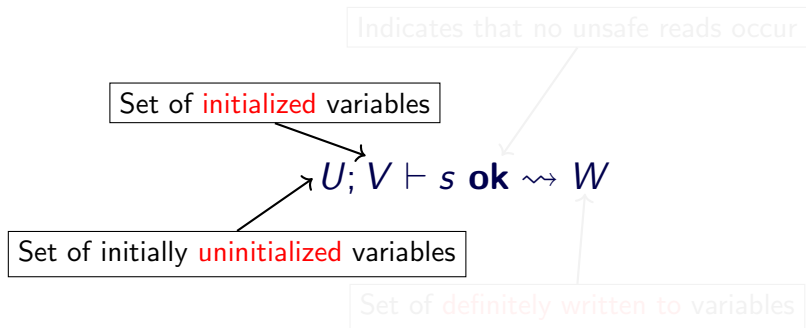 Indicates that no unsafe reads occur
Set of initialized variables
U; V ⊢ s ok ⇝ W
Set of initially uninitialized variables
Set of definitely written to variables